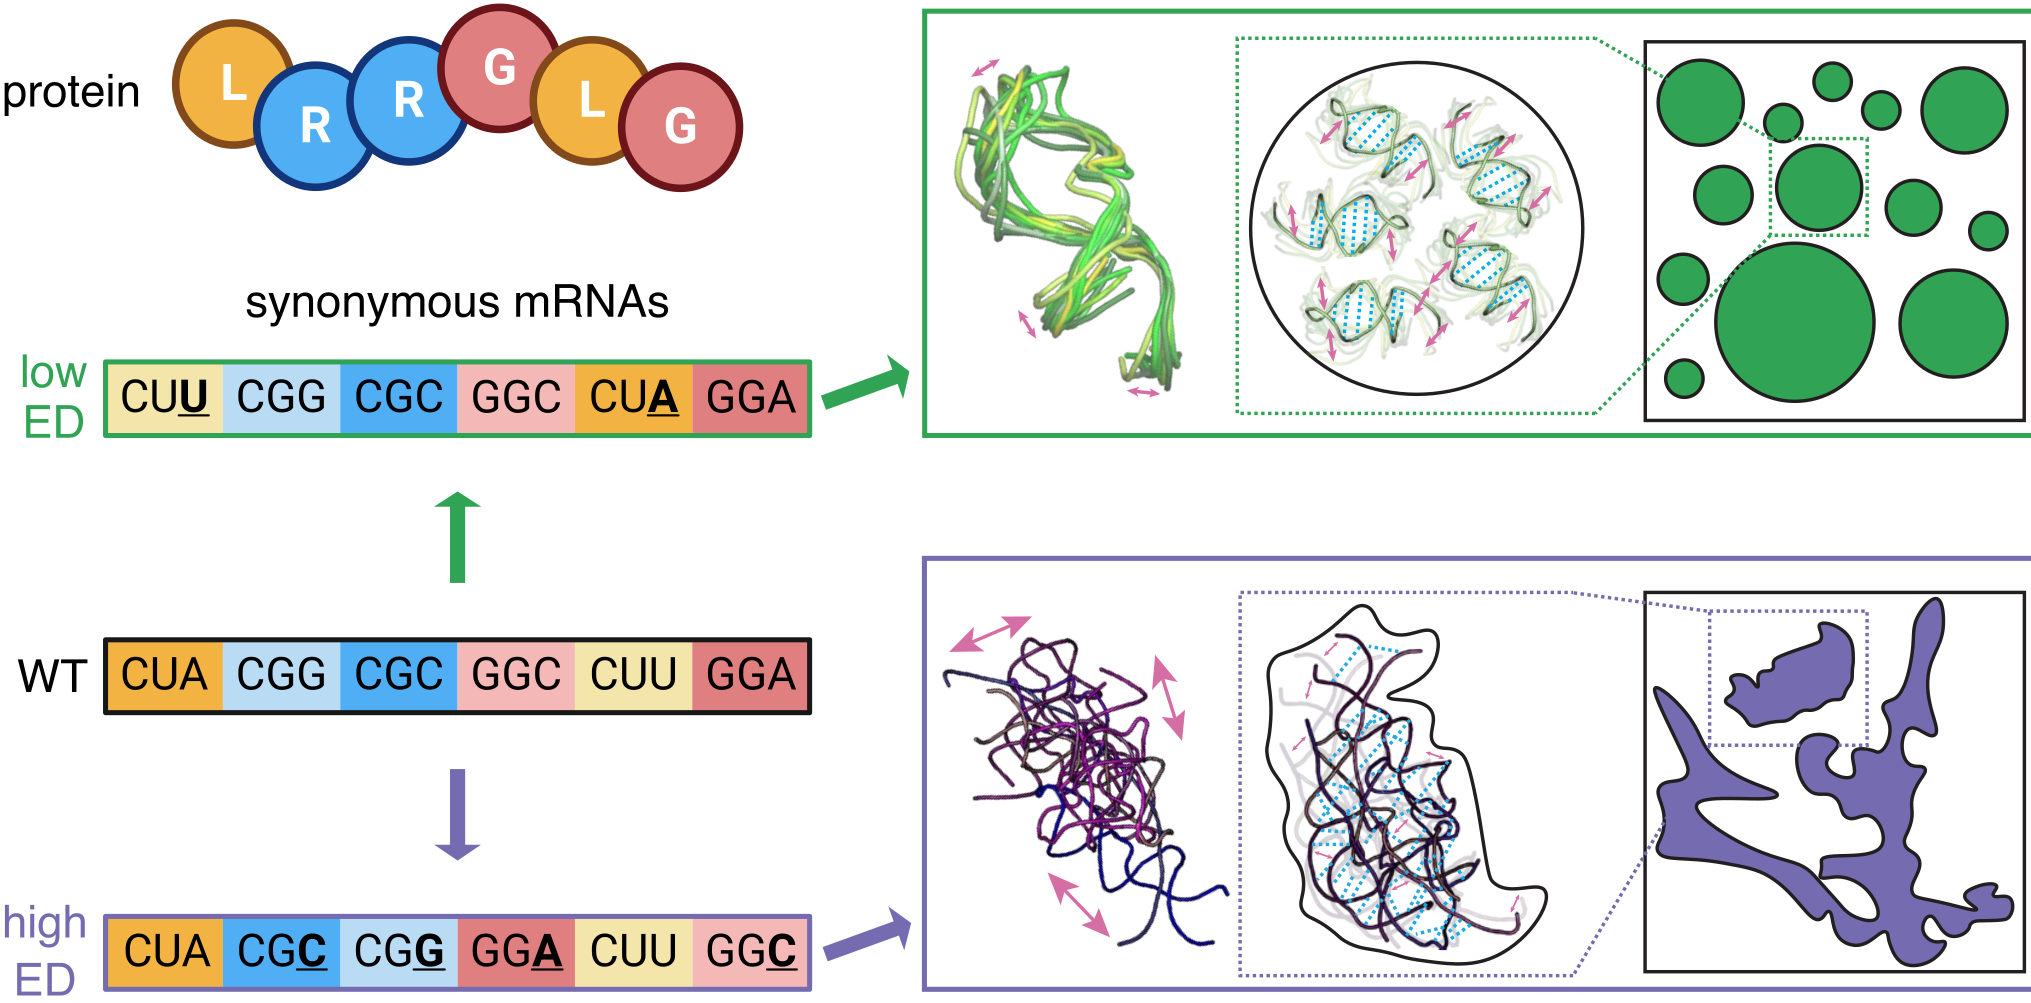 protein
L R R G L G
synonymous mRNAs
low
ED
CUU CGG CGC GGC CUA GGA
WT
CUA CGG CGC GGC CUU GGA
high
ED
CUA CGC CGG GGA CUU GGC